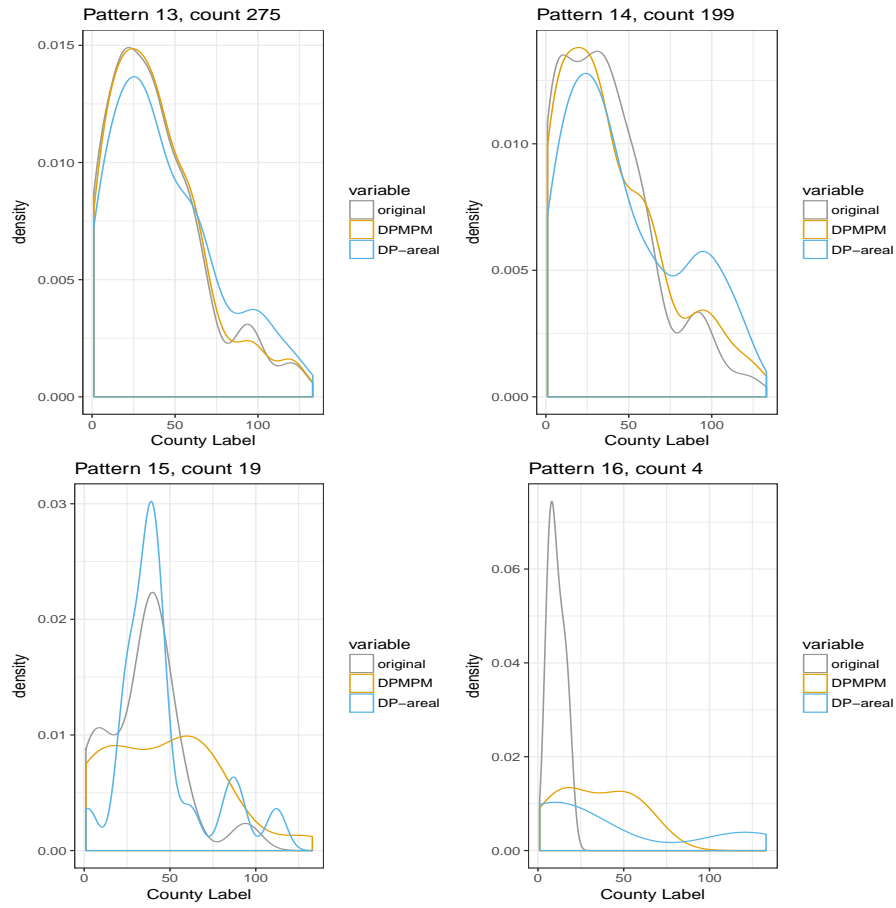 Pattern 13, count 275
0.015
0.010
0.005
0.000
density
0
50
100
County Label
variable
original
DPMPM
DP−areal
Pattern 14, count 199
0.010
0.005
0.000
density
0
50
100
County Label
variable
original
DPMPM
DP−areal
Pattern 15, count 19
0.03
0.02
0.01
0.00
density
0
50
100
County Label
variable
original
DPMPM
DP−areal
Pattern 16, count 4
0.06
0.04
0.02
0.00
density
0
50
100
County Label
variable
original
DPMPM
DP−areal